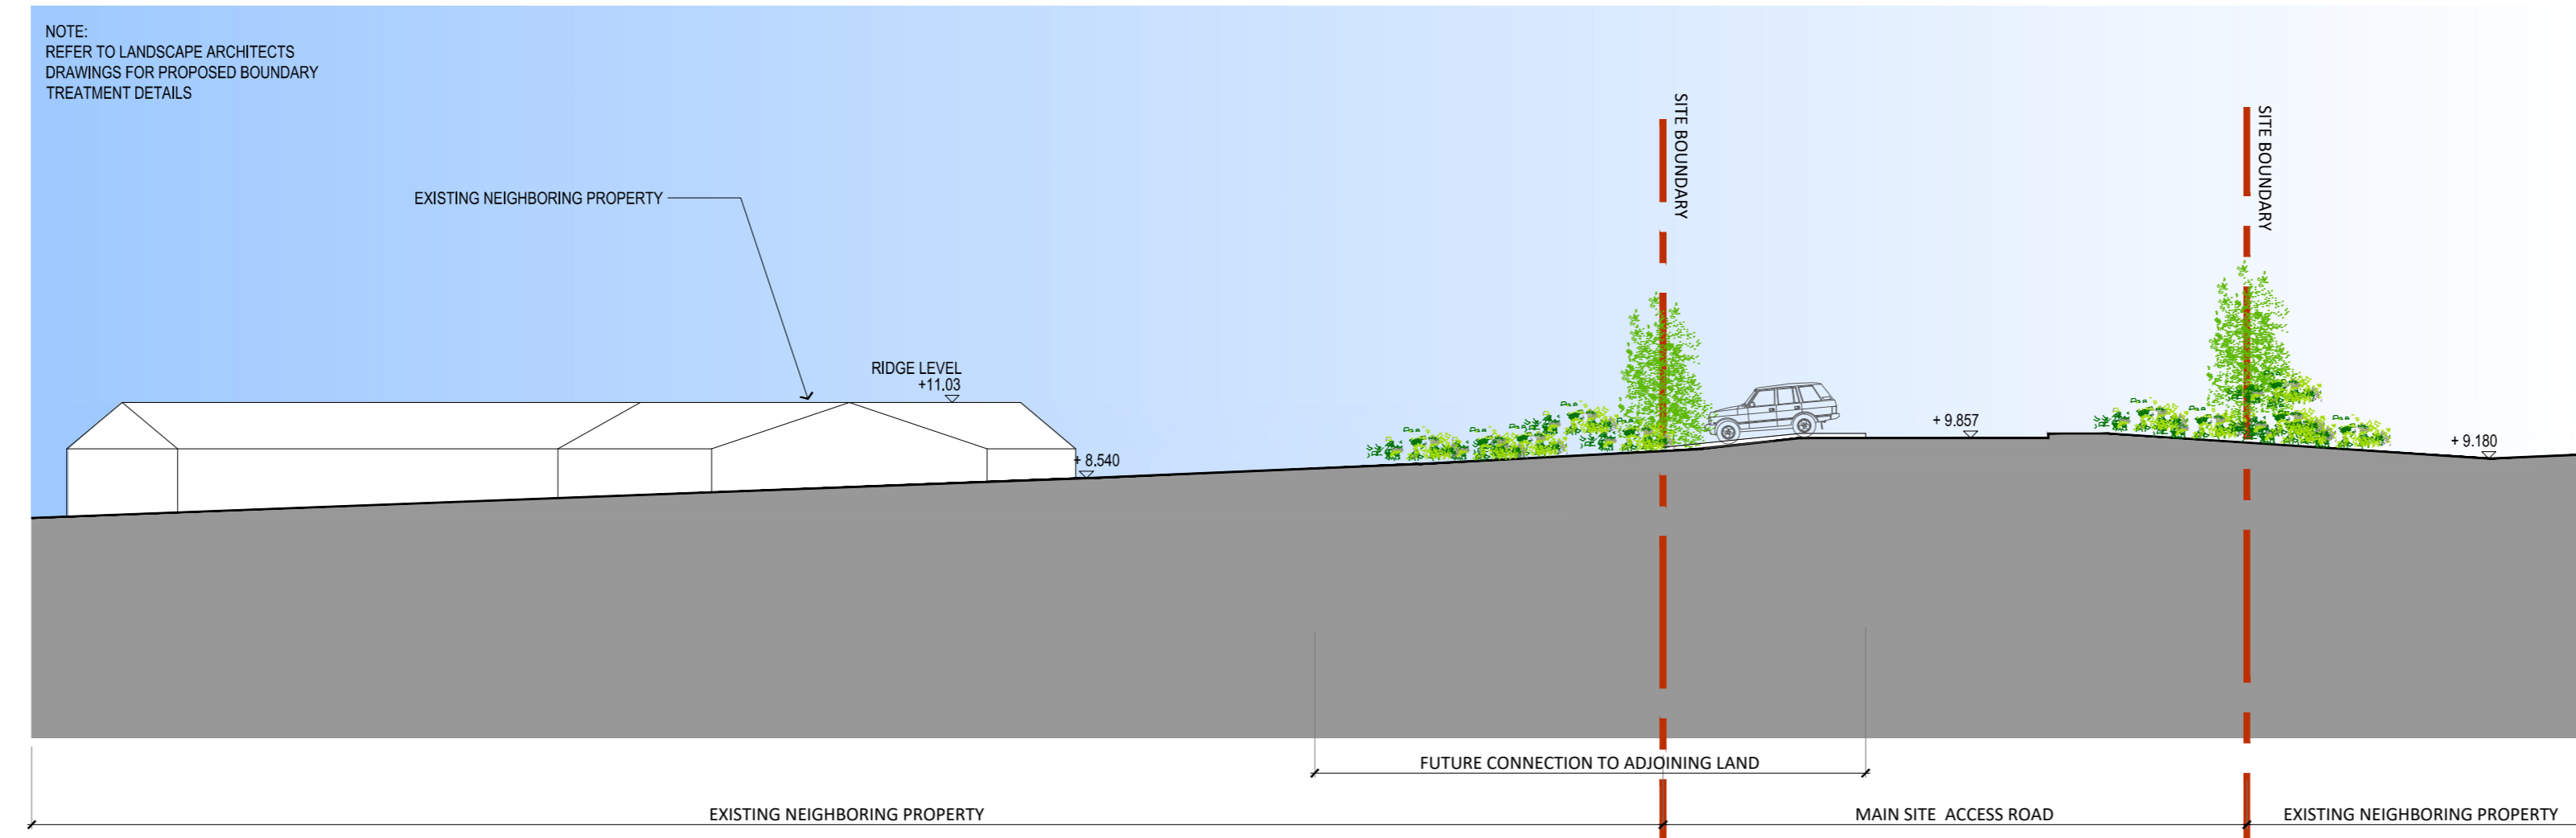 NOTE:
REFER TO LANDSCAPE ARCHITECTS
DRAWINGS FOR PROPOSED BOUNDARY
TREATMENT DETAILS
SITE BOUNDARY
SITE BOUNDARY
EXISTING NEIGHBORING PROPERTY
RIDGE LEVEL
+11.03
+ 8.540
+ 9.857
+ 9.180
FUTURE CONNECTION TO ADJOINING LAND
EXISTING NEIGHBORING PROPERTY
MAIN SITE ACCESS ROAD
EXISTING NEIGHBORING PROPERTY